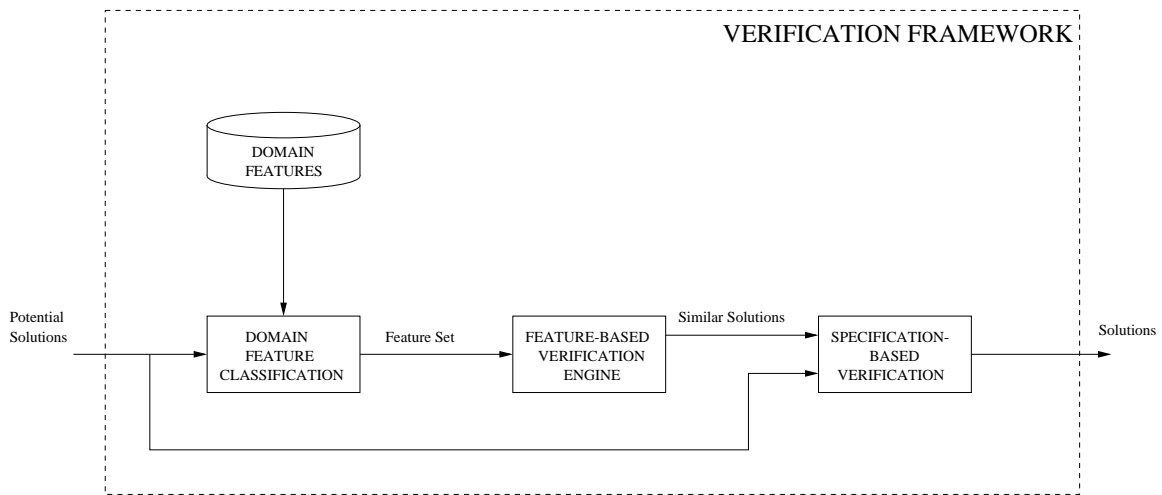 VERIFICATION FRAMEWORK
DOMAIN
FEATURES
Potential
Solutions
DOMAIN
FEATURE
CLASSIFICATION
Feature Set
FEATURE-BASED
VERIFICATION
ENGINE
Similar Solutions
SPECIFICATION-
BASED
VERIFICATION
Solutions